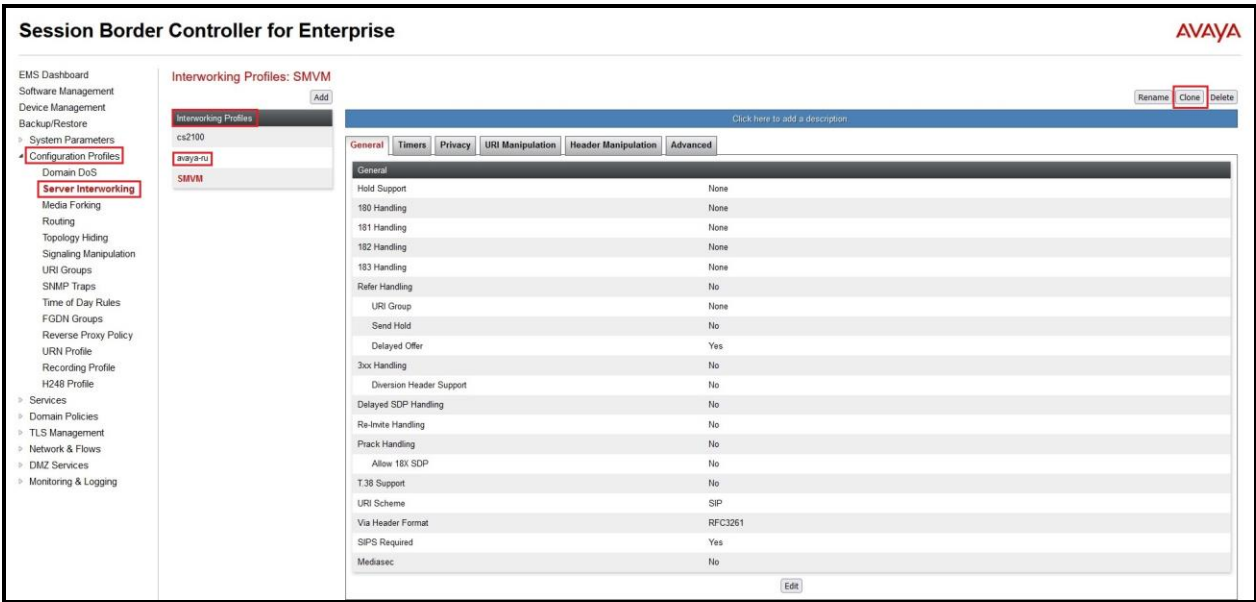 Session Border Controller for Enterprise
AVAYA
EMS Dashboard
Software Management
Device Management
Backup/Restore
System Parameters
Configuration Profiles
Domain DoS
Server Interworking
Media Forking
Routing
Topology Hiding
Signaling Manipulation
URI Groups
SNMP Traps
Time of Day Rules
FGDN Groups
Reverse Proxy Policy
URN Profile
Recording Profile
H248 Profile
Services
Domain Policies
TLS Management
Network & Flows
DMZ Services
Monitoring & Logging
Interworking Profiles: SMVM
Add
Rename Clone Delete
Interworking Profiles
cs2100
avaya-ru
SMVM
Click here to add a description
General Timers Privacy URI Manipulation Header Manipulation Advanced
General
Hold Support None
180 Handling None
181 Handling None
182 Handling None
183 Handling None
Refer Handling No
URI Group None
Send Hold No
Delayed Offer Yes
3xx Handling No
Diversion Header Support No
Delayed SDP Handling No
Re-Invite Handling No
Prack Handling No
Allow 18X SDP No
T.38 Support No
URI Scheme SIP
Via Header Format RFC3261
SIPS Required Yes
Mediasec No
Edit